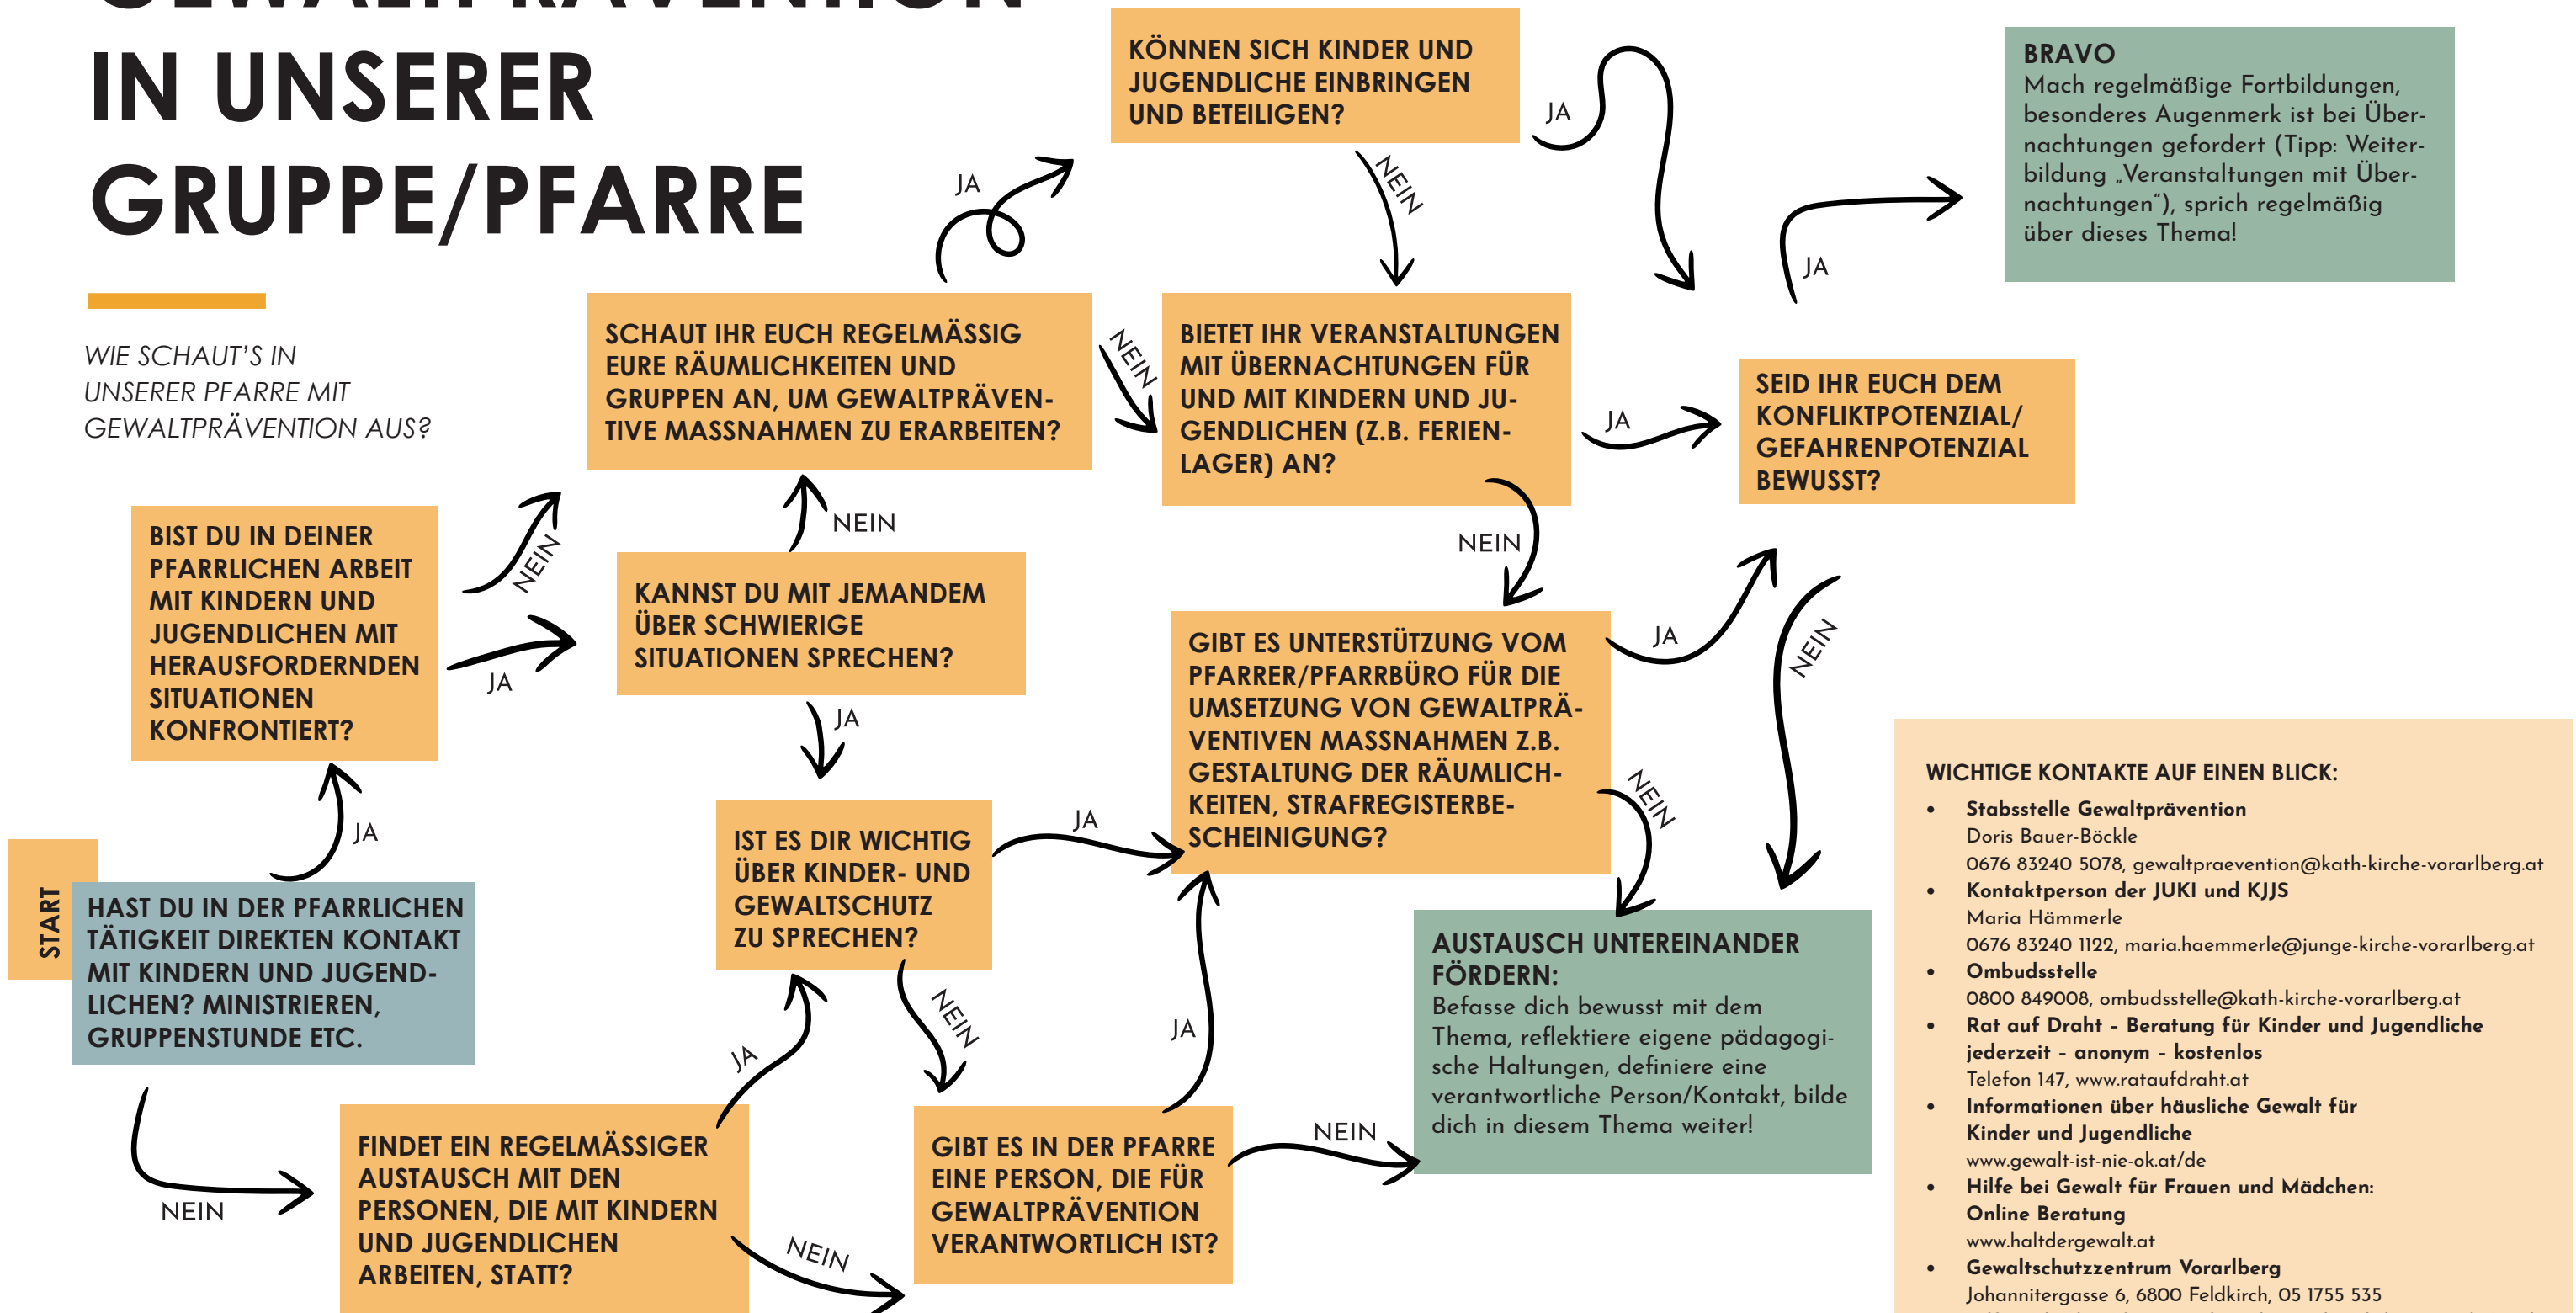 GEWALTPRÄVENTION
IN UNSERER
GRUPPE/PFARRE
WIE SCHAUT'S IN
UNSERER PFARRE MIT
GEWALTPRÄVENTION AUS?
START
HAST DU IN DER PFARRLICHEN
TÄTIGKEIT DIREKTEN KONTAKT
MIT KINDERN UND JUGEND-
LICHEN? MINISTRIEREN,
GRUPPENSTUNDE ETC.
JA
NEIN
BIST DU IN DEINER
PFARRLICHEN ARBEIT
MIT KINDERN UND
JUGENDLICHEN MIT
HERAUSFORDERNDEN
SITUATIONEN
KONFRONTIERT?
NEIN
JA
FINDET EIN REGELMÄSSIGER
AUSTAUSCH MIT DEN
PERSONEN, DIE MIT KINDERN
UND JUGENDLICHEN
ARBEITEN, STATT?
JA
NEIN
SCHAUT IHR EUCH REGELMÄSSIG
EURE RÄUMLICHKEITEN UND
GRUPPEN AN, UM GEWALTPRÄVEN-
TIVE MASSNAHMEN ZU ERARBEITEN?
JA
NEIN
KANNST DU MIT JEMANDEM
ÜBER SCHWIERIGE
SITUATIONEN SPRECHEN?
NEIN
JA
IST ES DIR WICHTIG
ÜBER KINDER- UND
GEWALTSCHUTZ
ZU SPRECHEN?
JA
NEIN
GIBT ES IN DER PFARRE
EINE PERSON, DIE FÜR
GEWALTPRÄVENTION
VERANTWORTLICH IST?
JA
NEIN
KÖNNEN SICH KINDER UND
JUGENDLICHE EINBRINGEN
UND BETEILIGEN?
JA
NEIN
BIETET IHR VERANSTALTUNGEN
MIT ÜBERNACHTUNGEN FÜR
UND MIT KINDERN UND JU-
GENDLICHEN (Z.B. FERIEN-
LAGER) AN?
JA
NEIN
GIBT ES UNTERSTÜTZUNG VOM
PFARRER/PFARRBÜRO FÜR DIE
UMSETZUNG VON GEWALTPRÄ-
VENTIVEN MASSNAHMEN Z.B.
GESTALTUNG DER RÄUMLICH-
KEITEN, STRAFREGISTERBE-
SCHEINIGUNG?
JA
NEIN
SEID IHR EUCH DEM
KONFLIKTPOTENZIAL/
GEFAHRENPOTENZIAL
BEWUSST?
JA
NEIN
BRAVO
Mach regelmäßige Fortbildungen,
besonderes Augenmerk ist bei Über-
nachtungen gefordert (Tipp: Weiter-
bildung „Veranstaltungen mit Über-
nachtungen“), sprich regelmäßig
über dieses Thema!
AUSTAUSCH UNTEREINANDER
FÖRDERN:
Befasse dich bewusst mit dem
Thema, reflektiere eigene pädagogi-
sche Haltungen, definiere eine
verantwortliche Person/Kontakt, bilde
dich in diesem Thema weiter!
WICHTIGE KONTAKTE AUF EINEN BLICK:
• Stabsstelle Gewaltprävention
Doris Bauer-Böckle
0676 83240 5078, gewaltpraevention@kath-kirche-vorarlberg.at
• Kontaktperson der JUKI und KJJS
Maria Hämmerle
0676 83240 1122, maria.haemmerle@junge-kirche-vorarlberg.at
• Ombudsstelle
0800 849008, ombudsstelle@kath-kirche-vorarlberg.at
• Rat auf Draht – Beratung für Kinder und Jugendliche
jederzeit – anonym – kostenlos
Telefon 147, www.rataufdraht.at
• Informationen über häusliche Gewalt für
Kinder und Jugendliche
www.gewalt-ist-nie-ok.at/de
• Hilfe bei Gewalt für Frauen und Mädchen:
Online Beratung
www.haltdergewalt.at
• Gewaltschutzzentrum Vorarlberg
Johannitergasse 6, 6800 Feldkirch, 05 1755 535